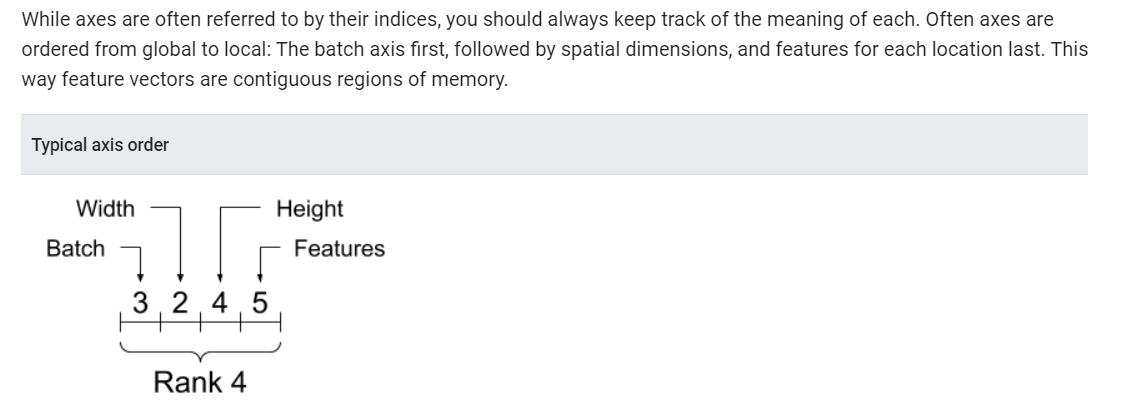 While axes are often referred to by their indices, you should always keep track of the meaning of each. Often axes are
ordered from global to local: The batch axis first, followed by spatial dimensions, and features for each location last. This
way feature vectors are contiguous regions of memory.
Typical axis order
Width Height
Batch Features
3 2 4 5
Rank 4